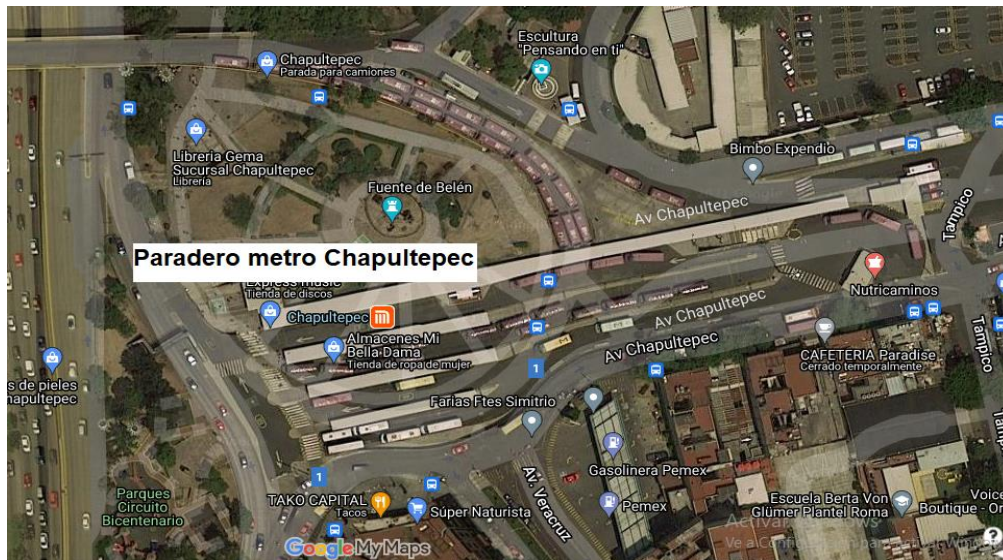 Escultura
"Pensando en ti"
Chapultepec
Parada para camiones
Libreria Gema
Sucursal Chapultepec
Librería
Bimbo Expendio
Fuente de Belén
Av Chapultepec
Tampico
Paradero metro Chapultepec
Express music
Tienda de discos
Nutricaminos
Chapultepec
Av Chapultepec
Almacenes Mi
Bella Dama
Tienda de ropa de mujer
Av Chapultepec
Tampico
CAFETERIA Paradise
Cerrado temporalmente
s de pieles
hapultepec
1
Farias Ftes Simitrio
Gasolinera Pemex
1
Parques
Circuito
Bicentenario
TAKO CAPITAL
Tacos
Súper Naturista
Av. Veracruz
Pemex
Escuela Berta Von
Glümer Plantel Roma
Voice
Boutique - Or
Google My Maps